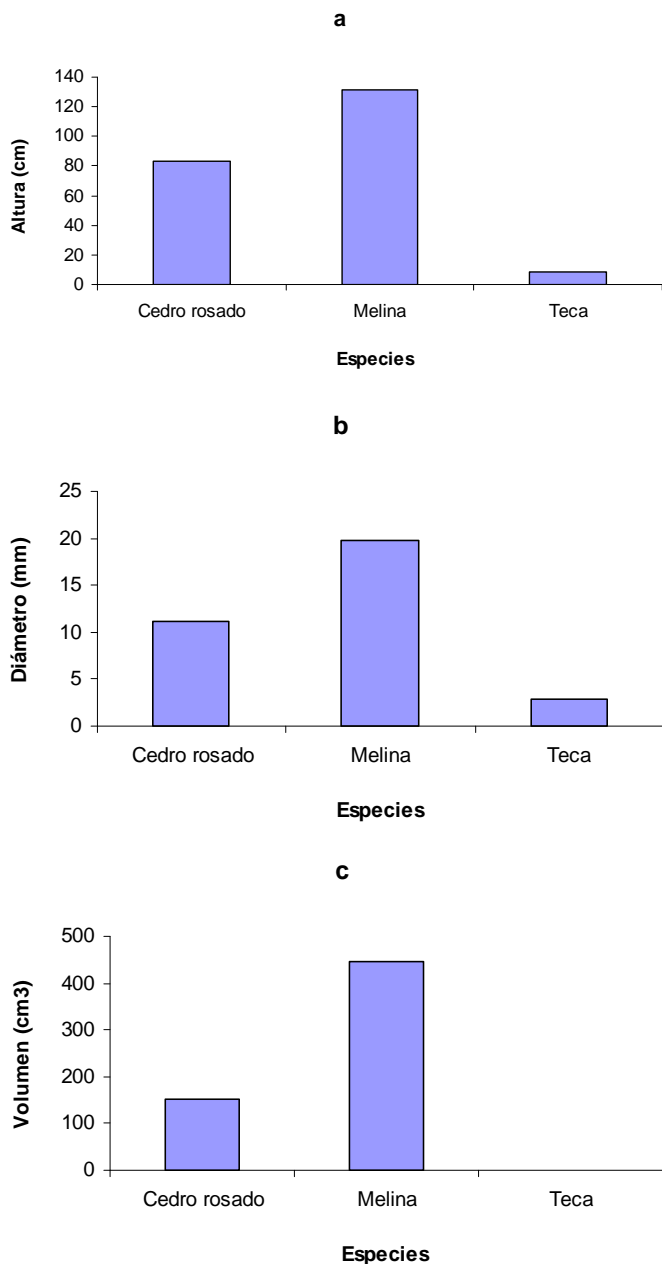 a
Altura (cm)
140
120
100
80
60
40
20
0
Cedro rosado Melina Teca
Especies
b
Diámetro (mm)
25
20
15
10
5
0
Cedro rosado Melina Teca
Especies
c
Volumen (cm3)
500
400
300
200
100
0
Cedro rosado Melina Teca
Especies